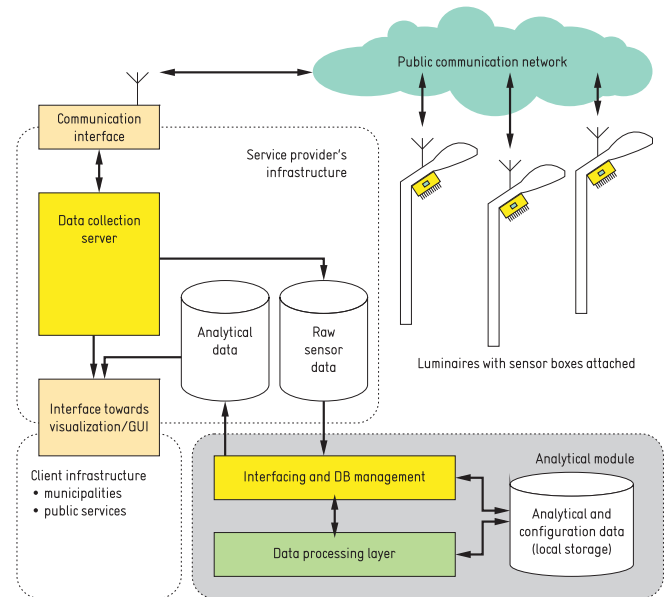 Public communication network
Communication
interface
Service provider's
infrastructure
Data collection
server
Analytical
data
Raw
sensor
data
Luminaires with sensor boxes attached
Interface towards
visualization/GUI
Client infrastructure
• municipalities
• public services
Analytical module
Interfacing and DB management
Analytical and
configuration data
(local storage)
Data processing layer